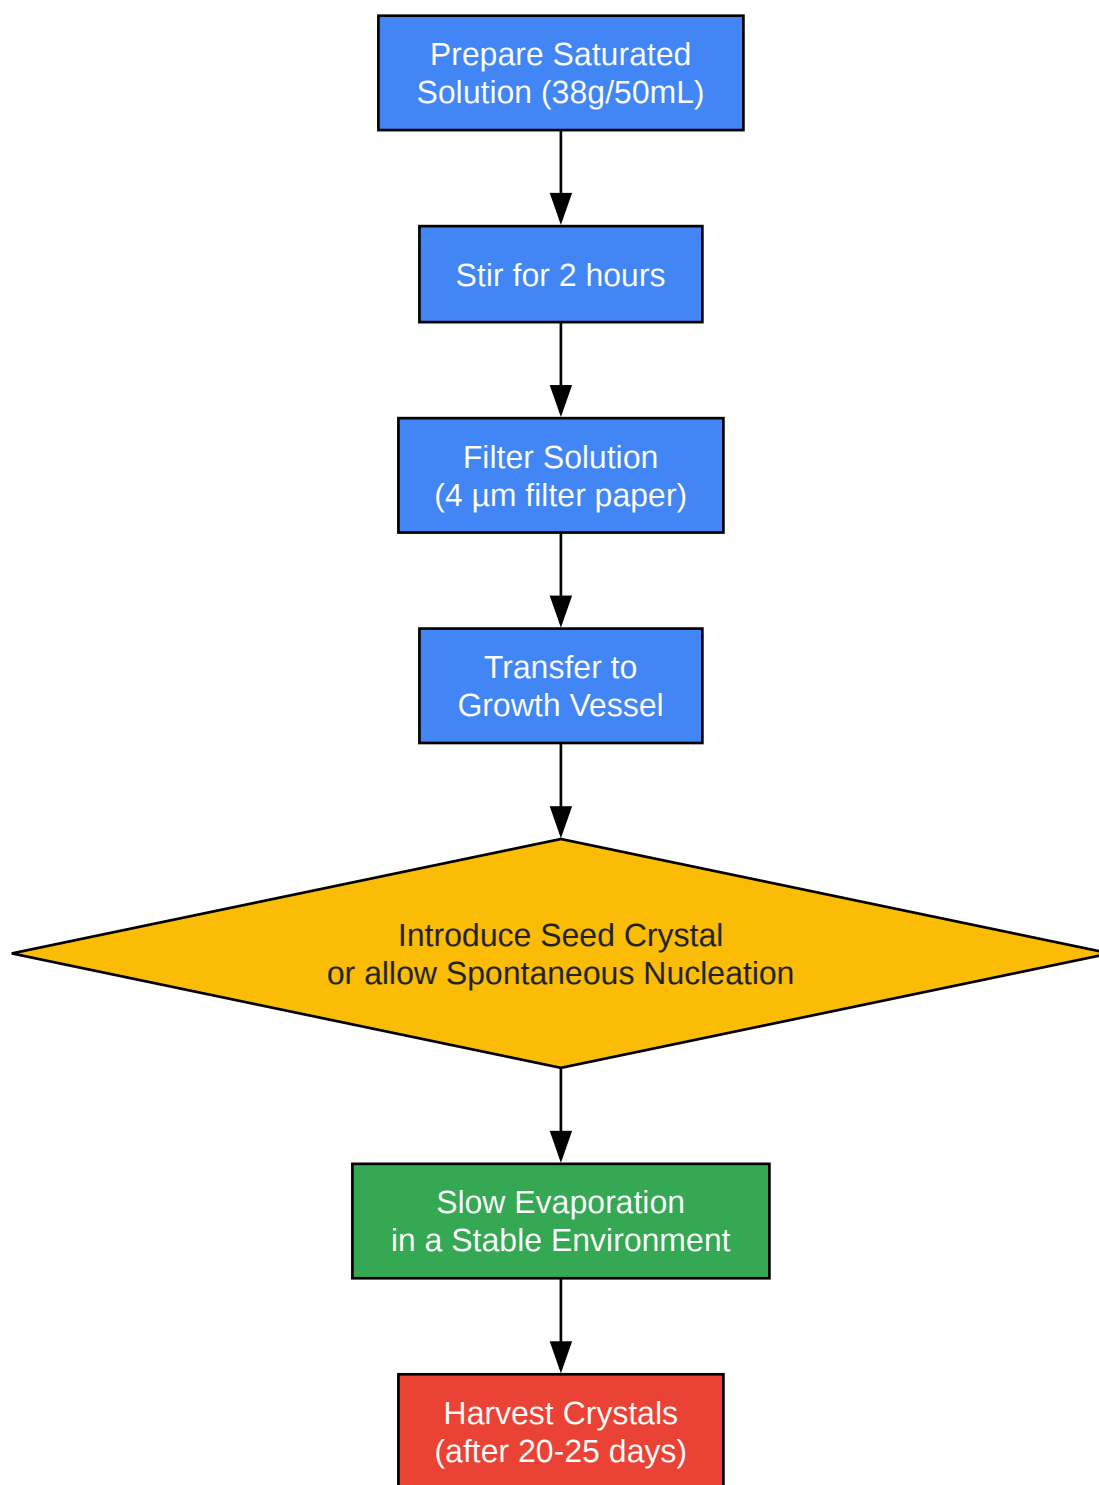 Prepare Saturated
Solution (38g/50mL)
Stir for 2 hours
Filter Solution
(4 µm filter paper)
Transfer to
Growth Vessel
Introduce Seed Crystal
or allow Spontaneous Nucleation
Slow Evaporation
in a Stable Environment
Harvest Crystals
(after 20-25 days)